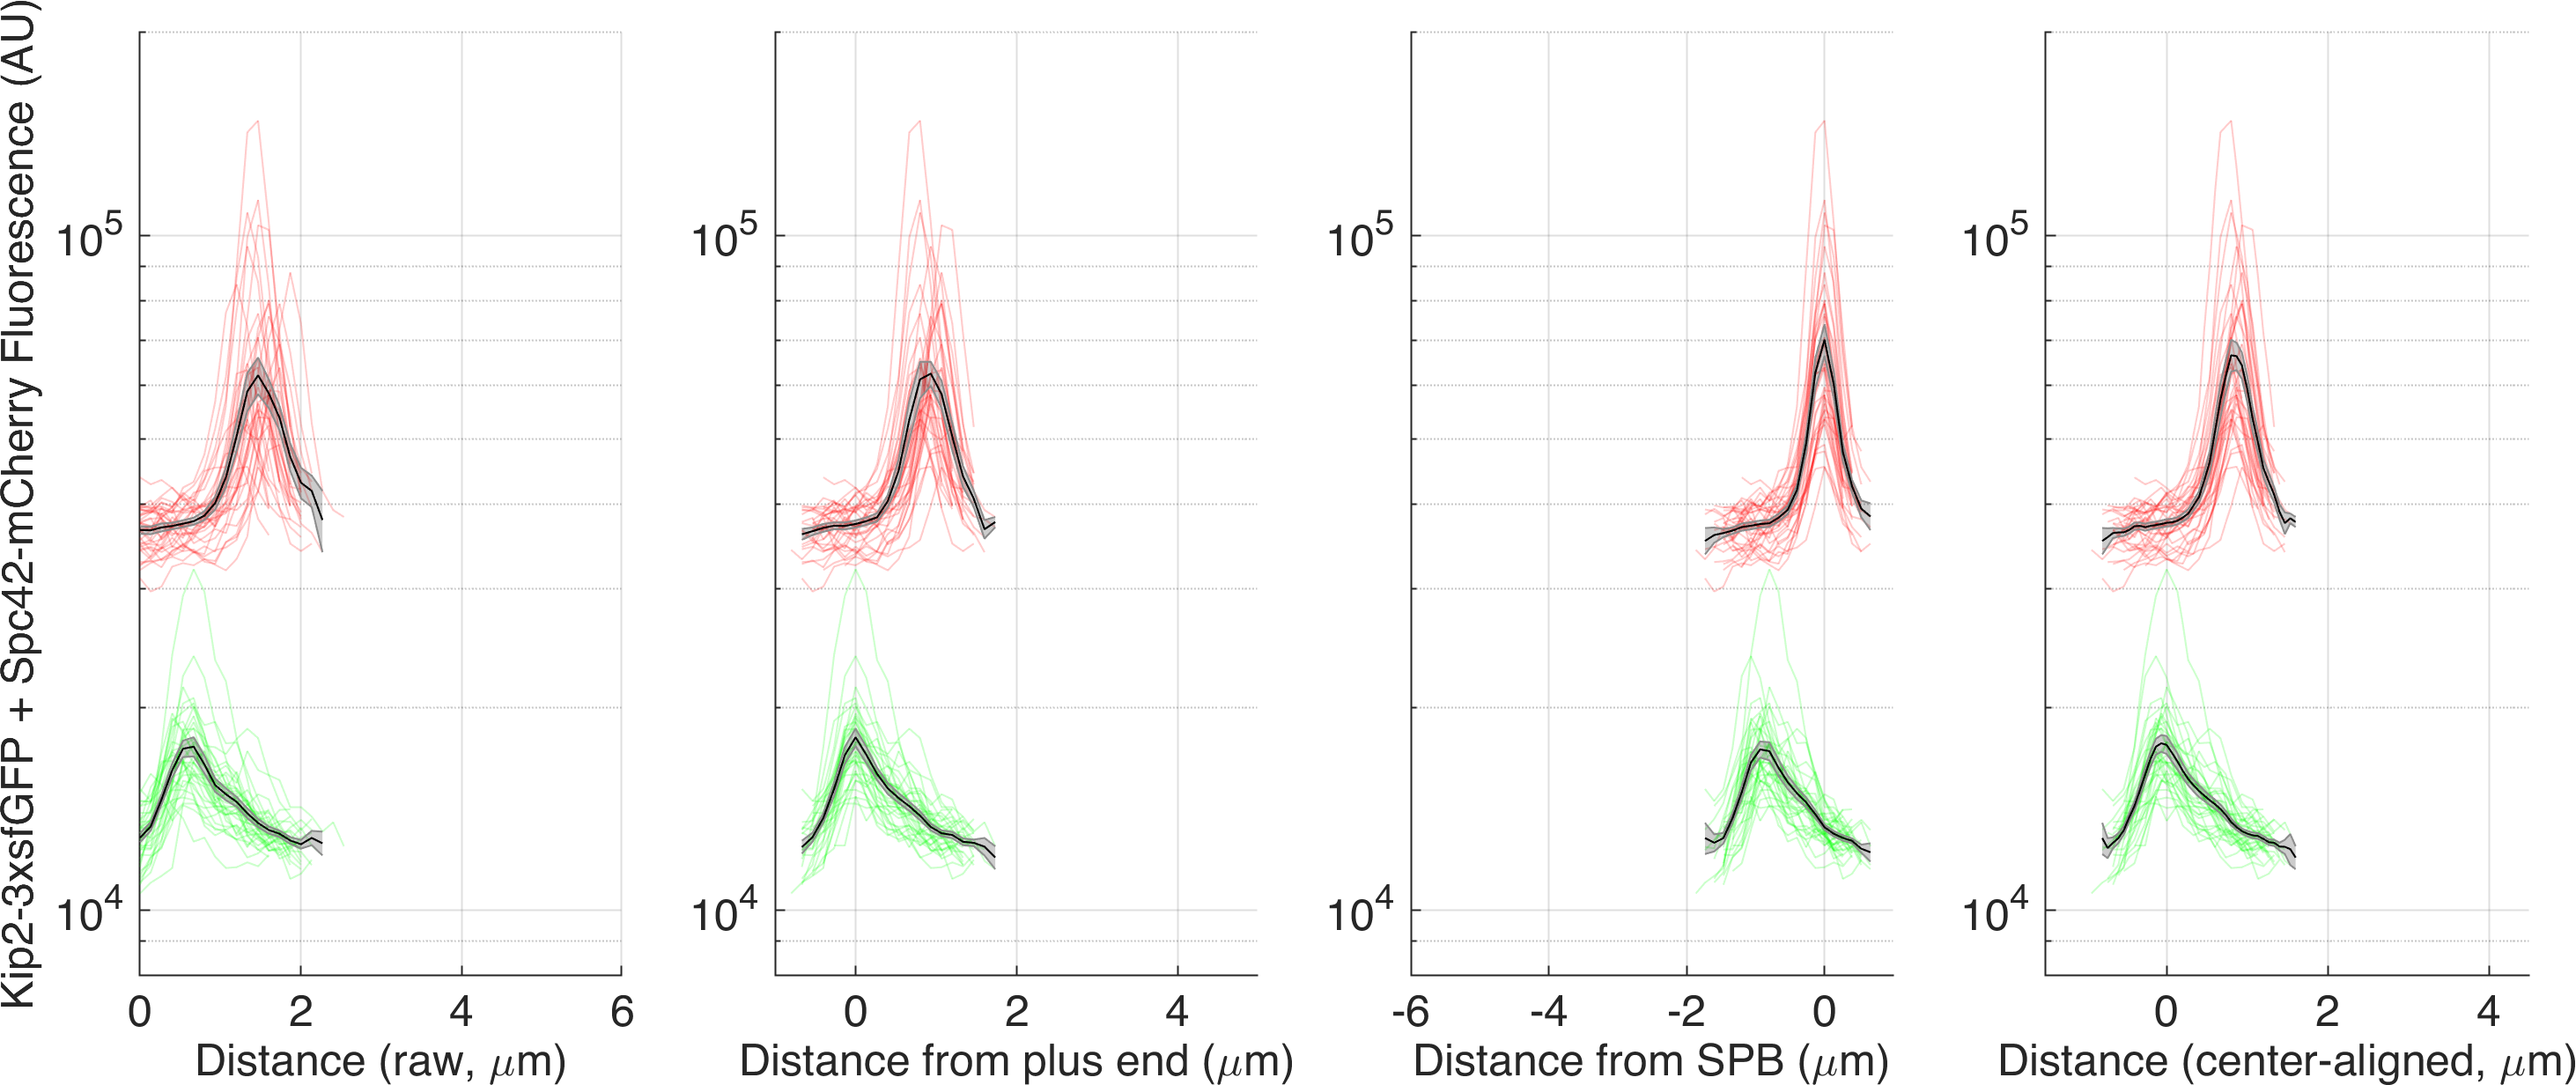 Kip2-3xsfGFP + Spc42-mCherry Fluorescence (AU)
10^5
10^4
0 2 4 6
Distance (raw, μm)
10^5
10^4
0 2 4
Distance from plus end (μm)
10^5
10^4
-6 -4 -2 0
Distance from SPB (μm)
10^5
10^4
0 2 4
Distance (center-aligned, μm)